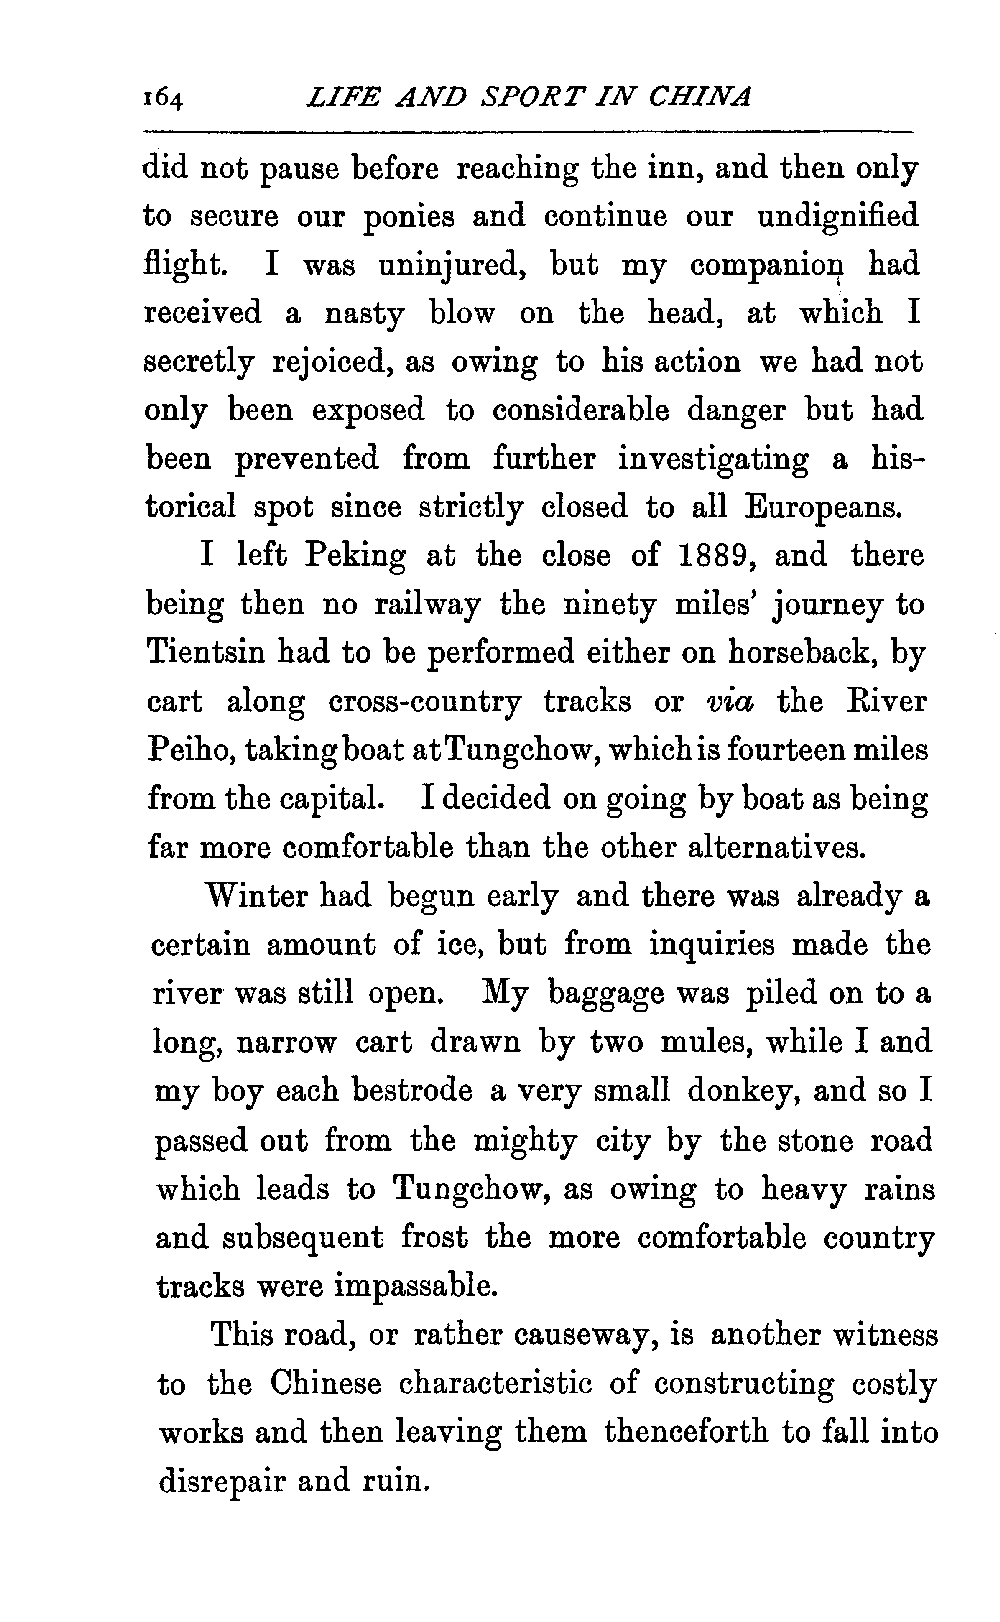 164 LIFE AND SPORT IN CHINA
did not pause before reaching the inn, and then only
to secure our ponies and continue our undignified
flight. I was uninjured, but my companion had
received a nasty blow on the head, at which I
secretly rejoiced, as owing to his action we had not
only been exposed to considerable danger but had
been prevented from further investigating a his-
torical spot since strictly closed to all Europeans.
I left Peking at the close of 1889, and there
being then no railway the ninety miles’ journey to
Tientsin had to be performed either on horseback, by
cart along cross-country tracks or via the River
Peiho, taking boat at Tungchow, which is fourteen miles
from the capital. I decided on going by boat as being
far more comfortable than the other alternatives.
Winter had begun early and there was already a
certain amount of ice, but from inquiries made the
river was still open. My baggage was piled on to a
long, narrow cart drawn by two mules, while I and
my boy each bestrode a very small donkey, and so I
passed out from the mighty city by the stone road
which leads to Tungchow, as owing to heavy rains
and subsequent frost the more comfortable country
tracks were impassable.
This road, or rather causeway, is another witness
to the Chinese characteristic of constructing costly
works and then leaving them thenceforth to fall into
disrepair and ruin.